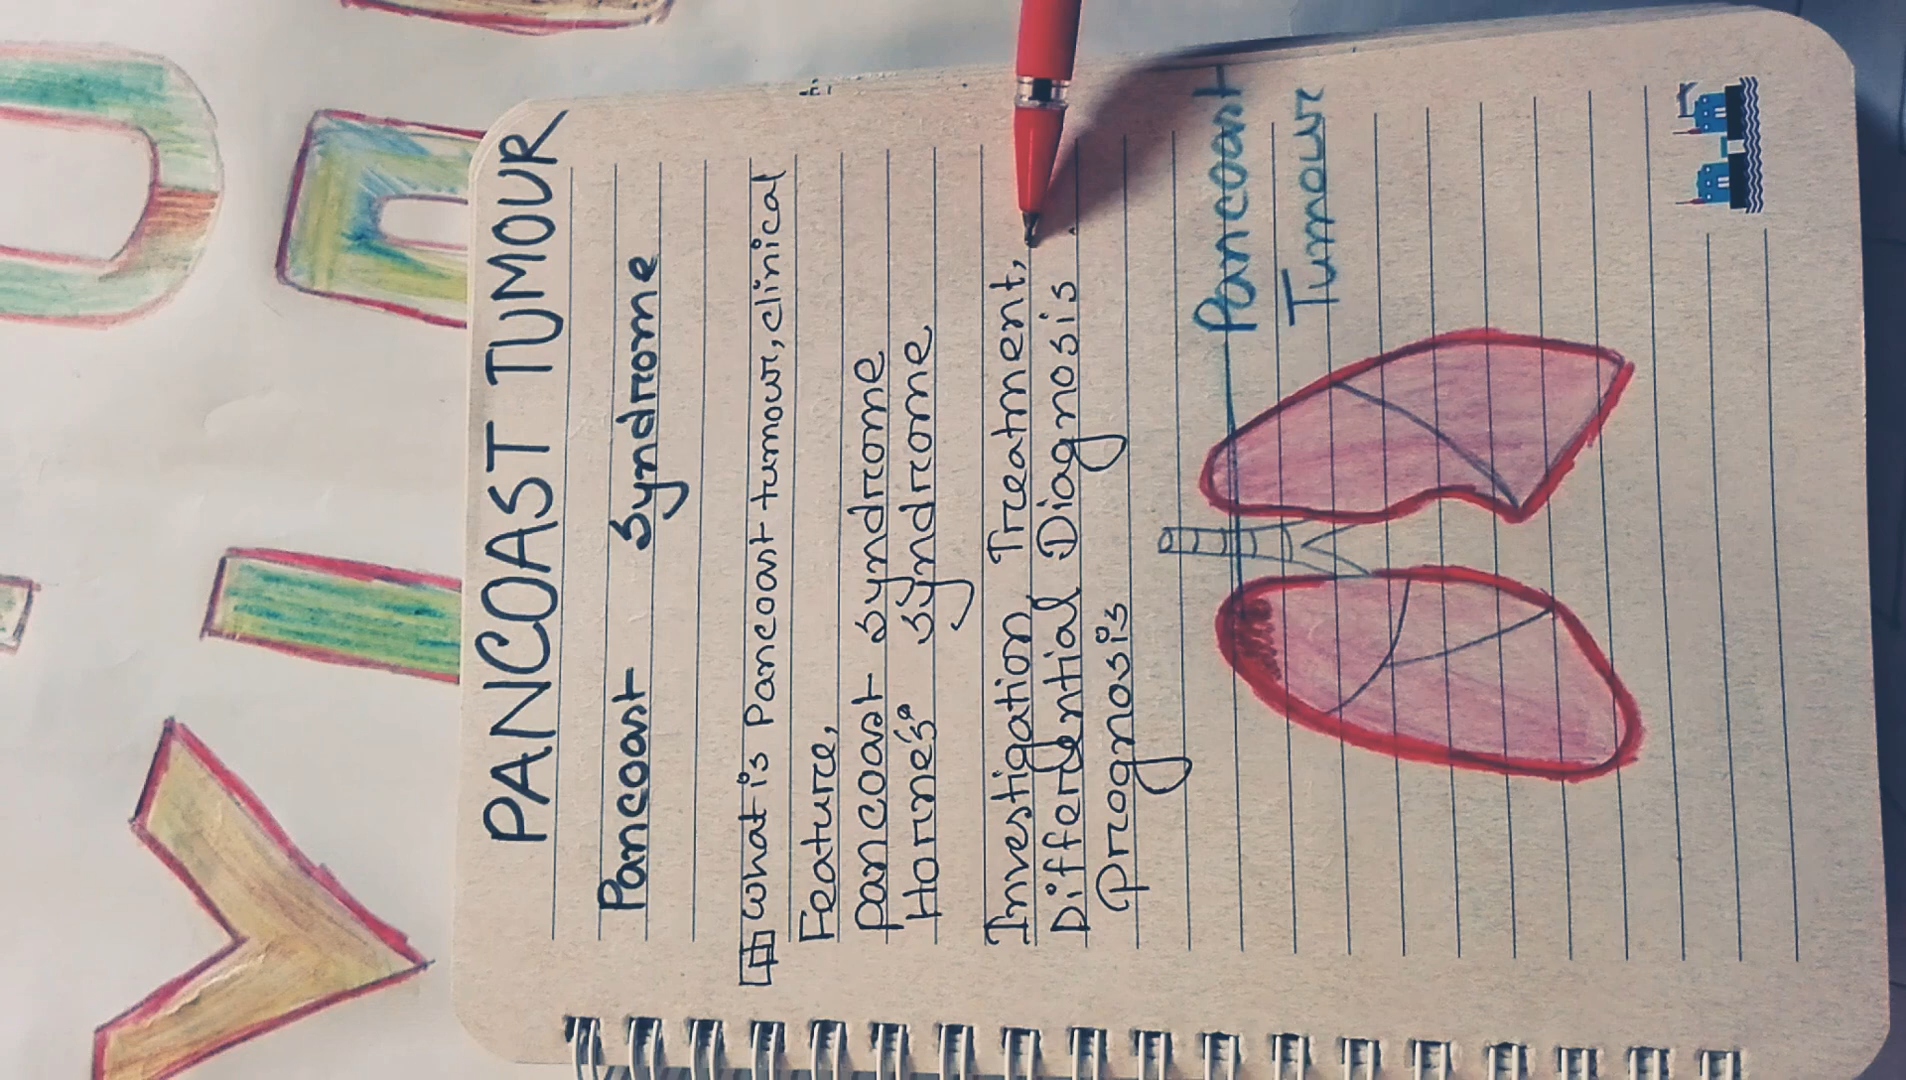 PANCOAST TUMOUR
Pancoast Syndrome
What is Pancoast tumour, clinical
Feature,
pancoast syndrome
Horner's syndrome
Investigation, Treatment,
Differential Diagnosis
Prognosis
Pancoast
Tumour